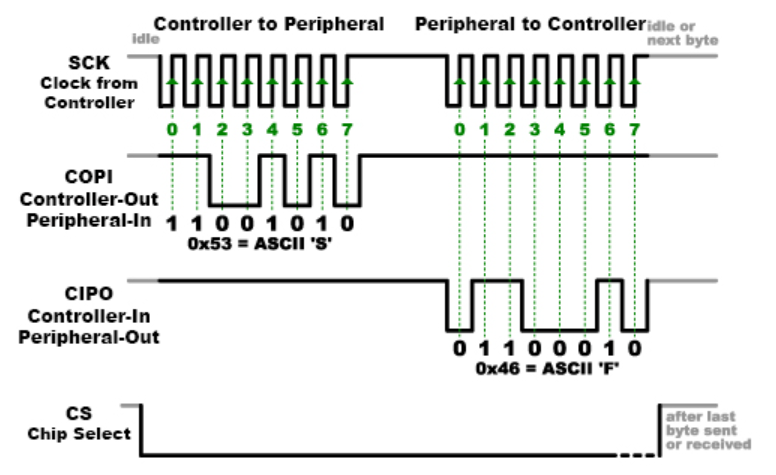 Controller to Peripheral
Peripheral to Controller
idle
idle or
next byte
SCK
Clock from
Controller
0 1 2 3 4 5 6 7
0 1 2 3 4 5 6 7
COPI
Controller-Out
Peripheral-In
1 1 0 0 1 0 1 0
0x53 = ASCII 'S'
CIPO
Controller-In
Peripheral-Out
0 1 1 0 0 0 1 0
0x46 = ASCII 'F'
CS
Chip Select
after last
byte sent
or received